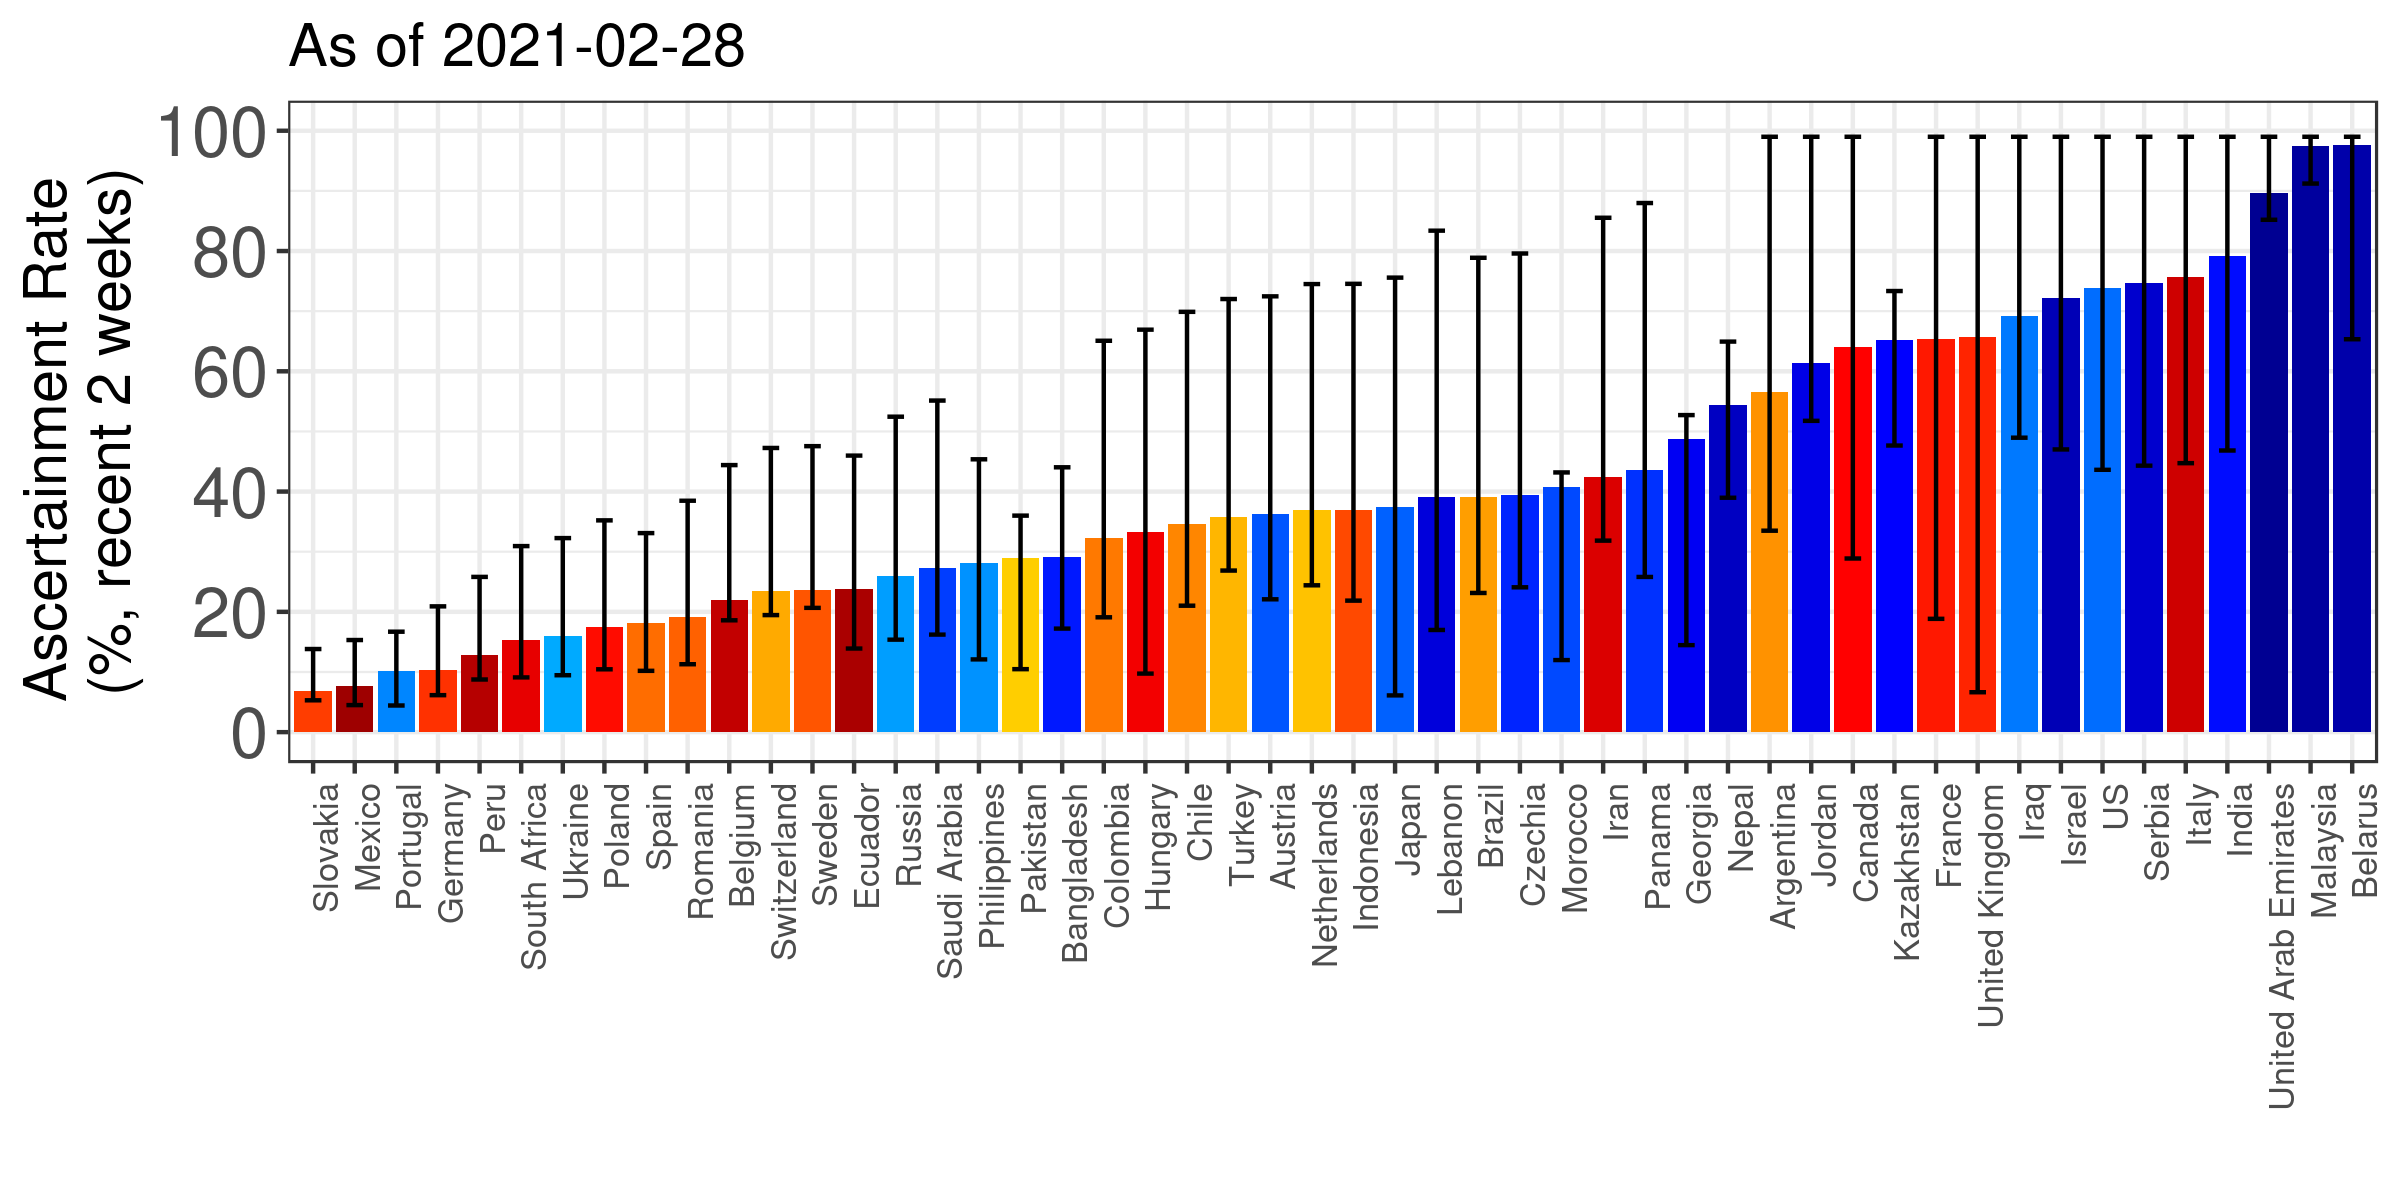 As of 2021-02-28
Ascertainment Rate
(%, recent 2 weeks)
100
80
60
40
20
0
Slovakia
Mexico
Portugal
Germany
Peru
South Africa
Ukraine
Poland
Spain
Romania
Belgium
Switzerland
Sweden
Ecuador
Russia
Saudi Arabia
Philippines
Pakistan
Bangladesh
Colombia
Hungary
Chile
Turkey
Austria
Netherlands
Indonesia
Japan
Lebanon
Brazil
Czechia
Morocco
Iran
Panama
Georgia
Nepal
Argentina
Jordan
Canada
Kazakhstan
France
United Kingdom
Iraq
Israel
US
Serbia
Italy
India
United Arab Emirates
Malaysia
Belarus